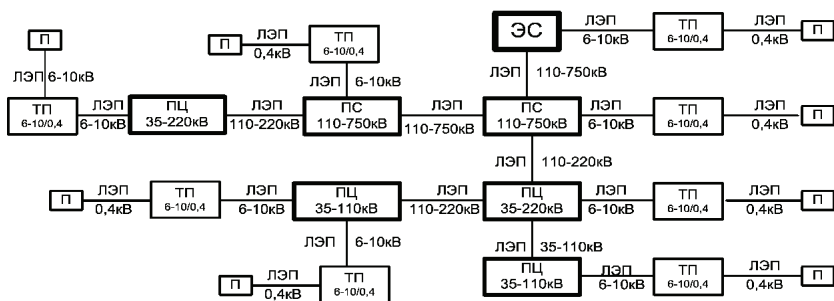 ЭС
ЛЭП
6-10кВ
ТП
6-10/0,4
ЛЭП
0,4кВ
П
П
ЛЭП
0,4кВ
ТП
6-10/0,4
П
ЛЭП 6-10кВ
ЛЭП 6-10кВ
ЛЭП 110-750кВ
ТП
6-10/0,4
ЛЭП
6-10кВ
ПЦ
35-220кВ
ЛЭП
110-220кВ
ПС
110-750кВ
ЛЭП
110-750кВ
ПС
110-750кВ
ЛЭП
6-10кВ
ТП
6-10/0,4
ЛЭП
0,4кВ
П
ЛЭП 110-220кВ
П
ЛЭП
0,4кВ
ТП
6-10/0,4
ЛЭП
6-10кВ
ПЦ
35-110кВ
ЛЭП
110-220кВ
ПЦ
35-220кВ
ЛЭП
6-10кВ
ТП
6-10/0,4
ЛЭП
0,4кВ
П
ЛЭП 6-10кВ
ЛЭП 35-110кВ
П
ЛЭП
0,4кВ
ТП
6-10/0,4
ПЦ
35-110кВ
ЛЭП
6-10кВ
ТП
6-10/0,4
ЛЭП
0,4кВ
П